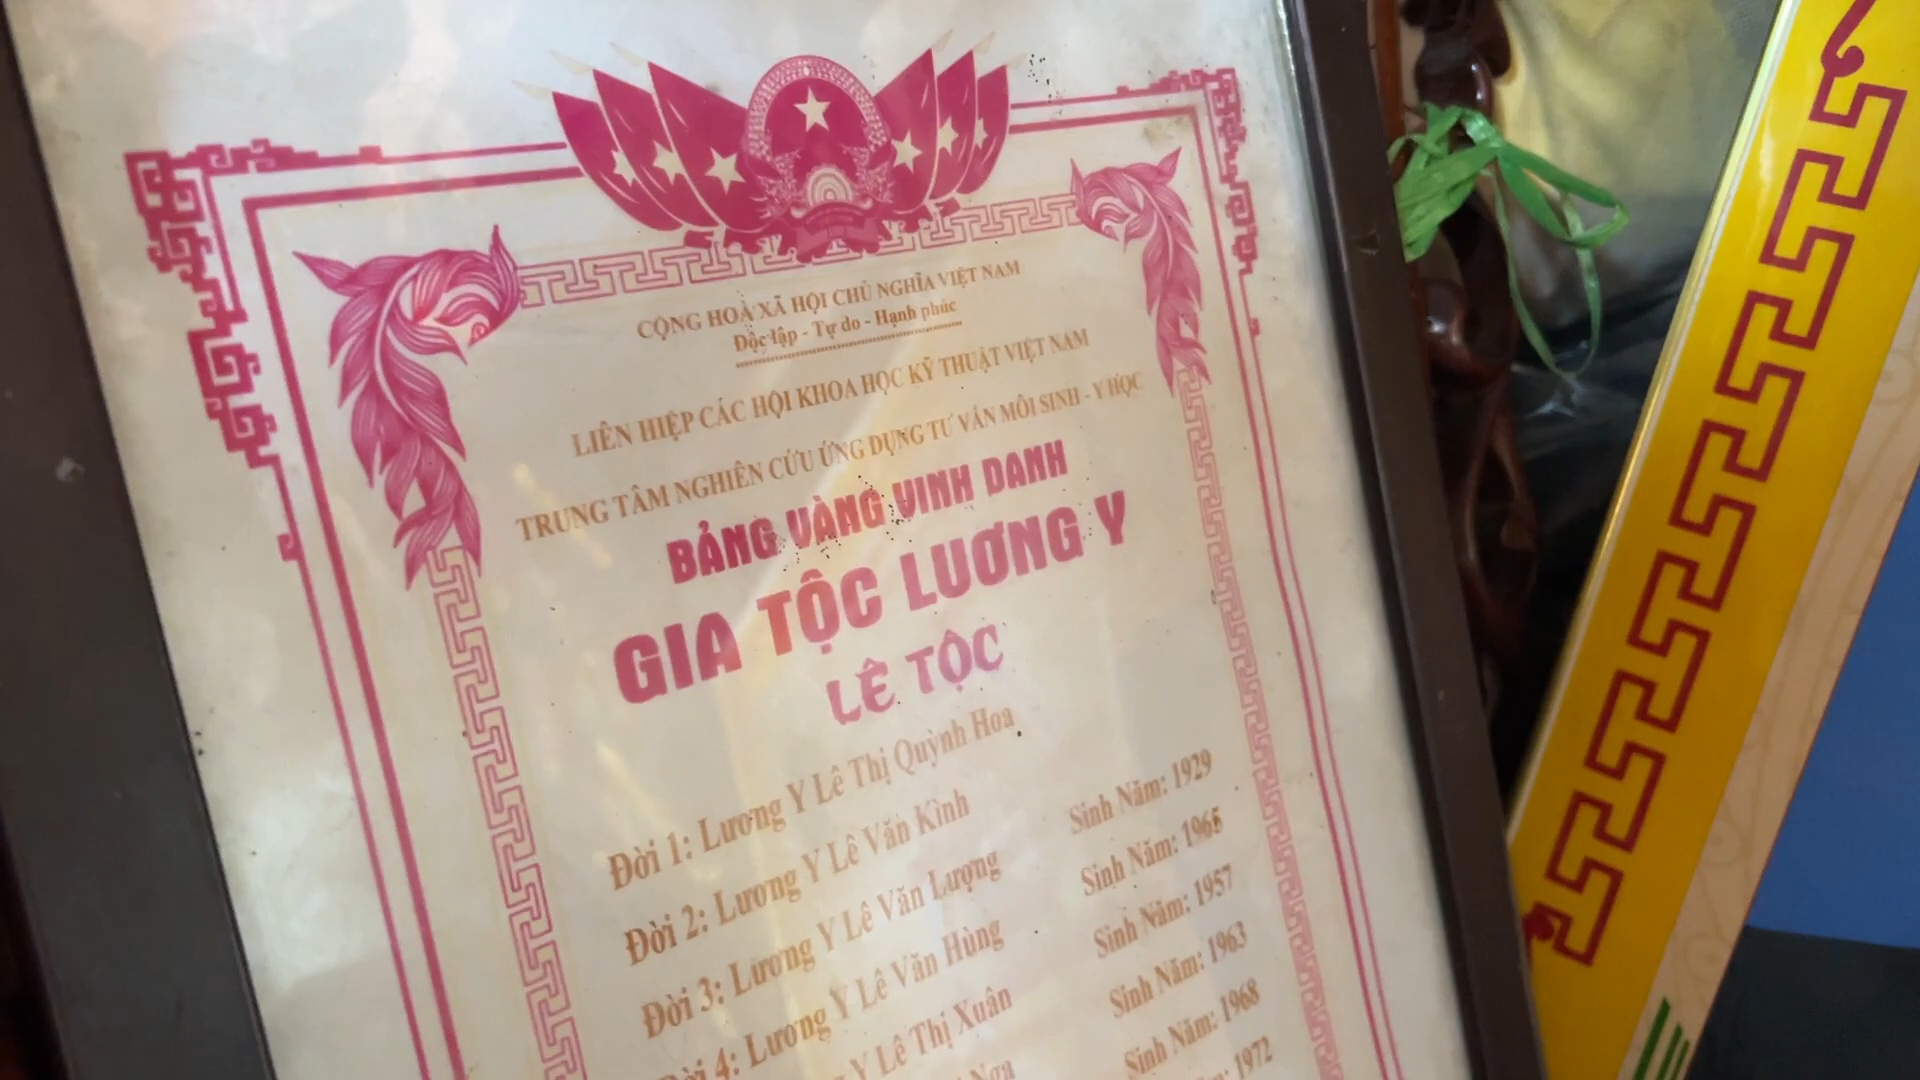 CỘNG HOÀ XÃ HỘI CHỦ NGHĨA VIỆT NAM
Độc lập - Tự do - Hạnh phúc
LIÊN HIỆP CÁC HỘI KHOA HỌC KỸ THUẬT VIỆT NAM
TRUNG TÂM NGHIÊN CỨU ỨNG DỤNG TƯ VẤN MÔI SINH - Y HỌC
BẢNG VÀNG VINH DANH
GIA TỘC LƯƠNG Y
LÊ TỘC
Đời 1: Lương Y Lê Thị Quỳnh Hoa Sinh Năm: 1929
Đời 2: Lương Y Lê Văn Kình Sinh Năm: 1965
Đời 3: Lương Y Lê Văn Lượng Sinh Năm: 1957
Đời 4: Lương Y Lê Văn Hùng Sinh Năm: 1963
Y Lê Thị Xuân Sinh Năm: 1968
Nga 1972